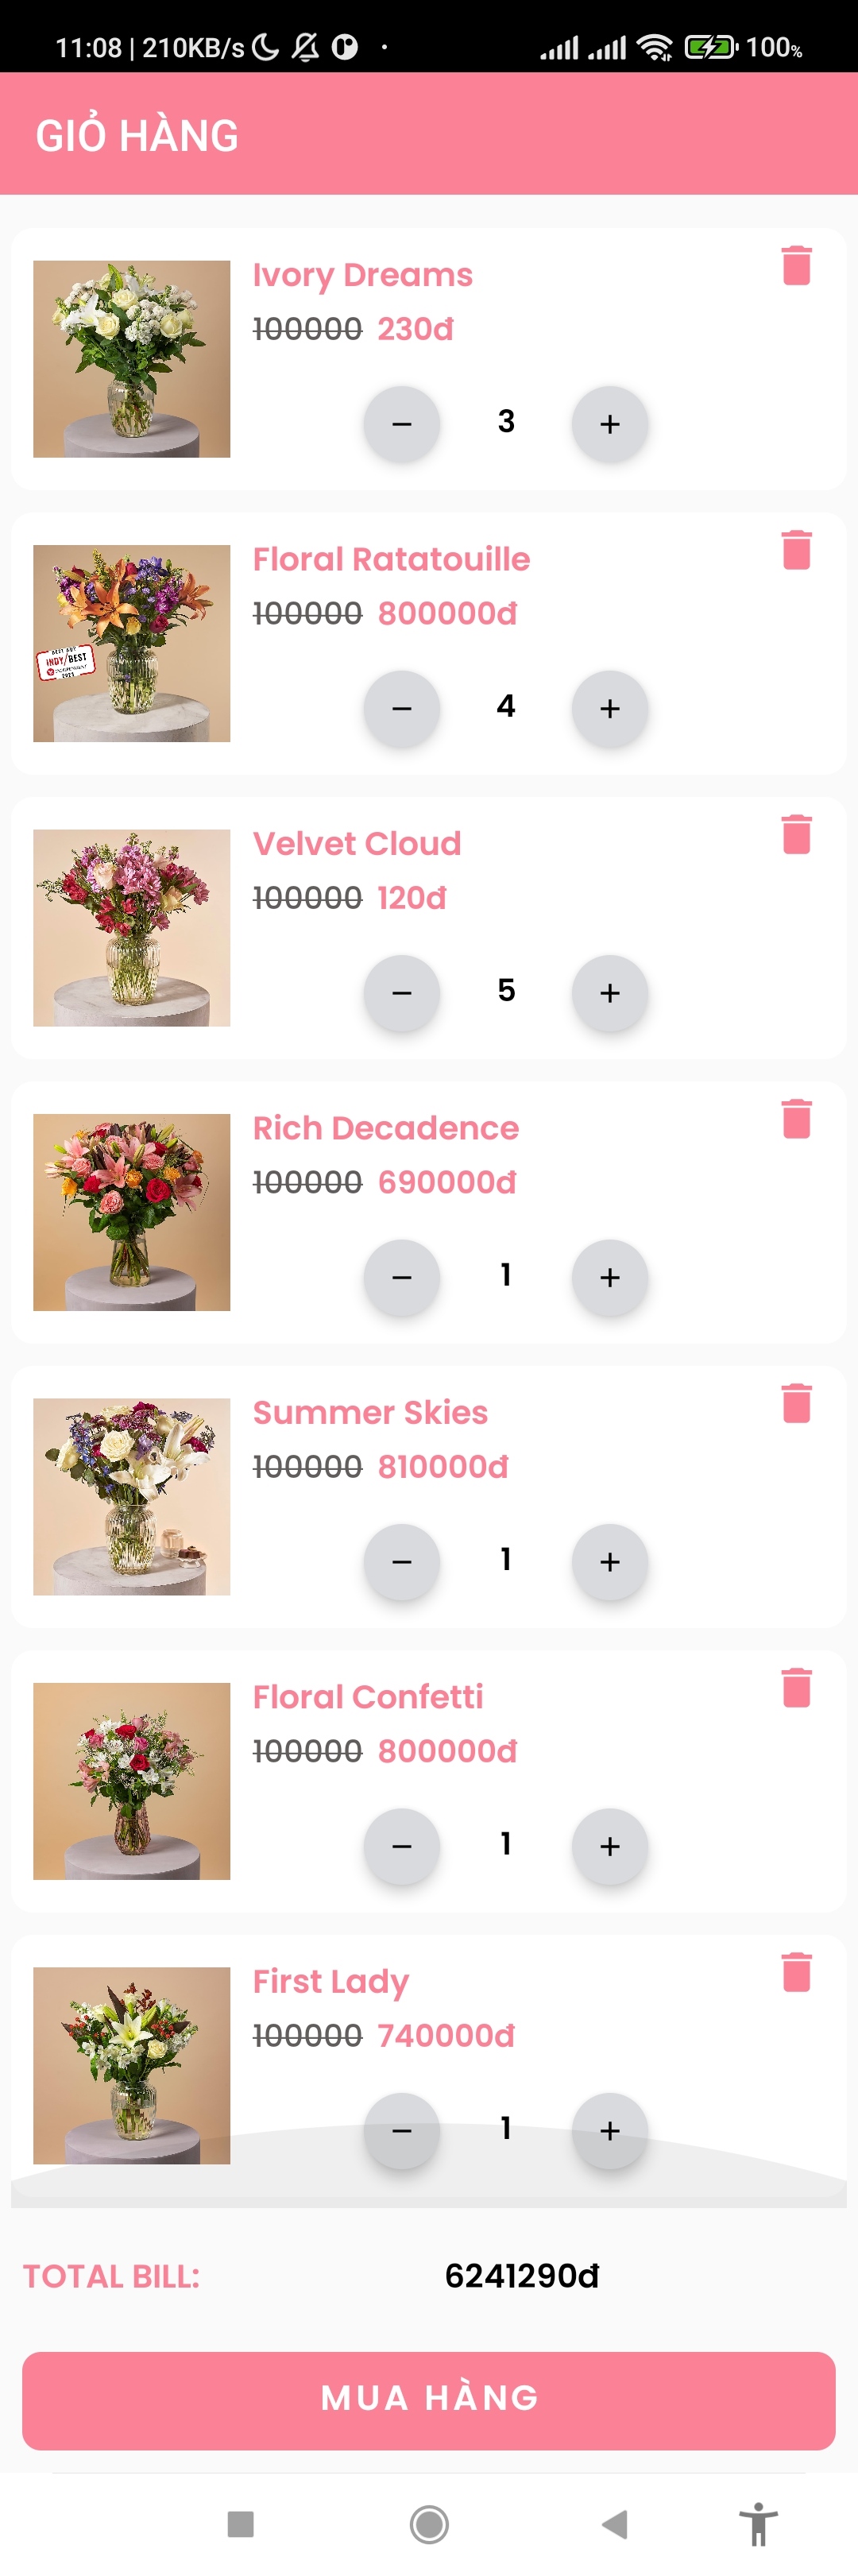 11:08 | 210KB/s
100%
GIỎ HÀNG
Ivory Dreams
100000 230đ
3
Floral Ratatouille
100000 800000đ
INDY/BEST
4
Velvet Cloud
100000 120đ
5
Rich Decadence
100000 690000đ
1
Summer Skies
100000 810000đ
1
Floral Confetti
100000 800000đ
1
First Lady
100000 740000đ
1
TOTAL BILL: 6241290đ
MUA HÀNG